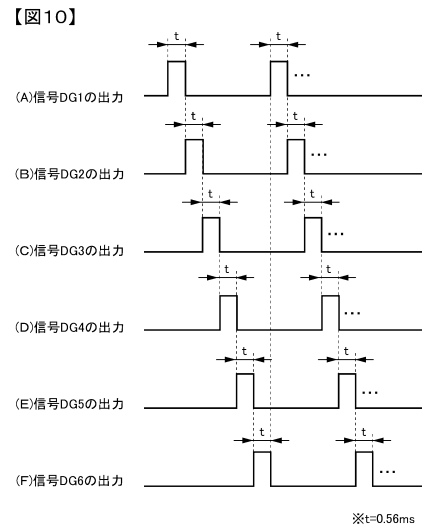 【図10】
t t
(A)信号DG1の出力 ···
t t
(B)信号DG2の出力 ···
t t
(C)信号DG3の出力 ···
t t
(D)信号DG4の出力 ···
t t
(E)信号DG5の出力 ···
t t
(F)信号DG6の出力 ···
※t=0.56ms